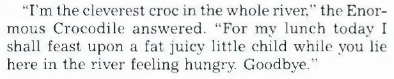 "I'm the cleverest croc in the whole river," the Enor-
mous Crocodile answered. "For my lunch today I
shall feast upon a fat juicy little child while you lie
here in the river feeling hungry. Goodbye."